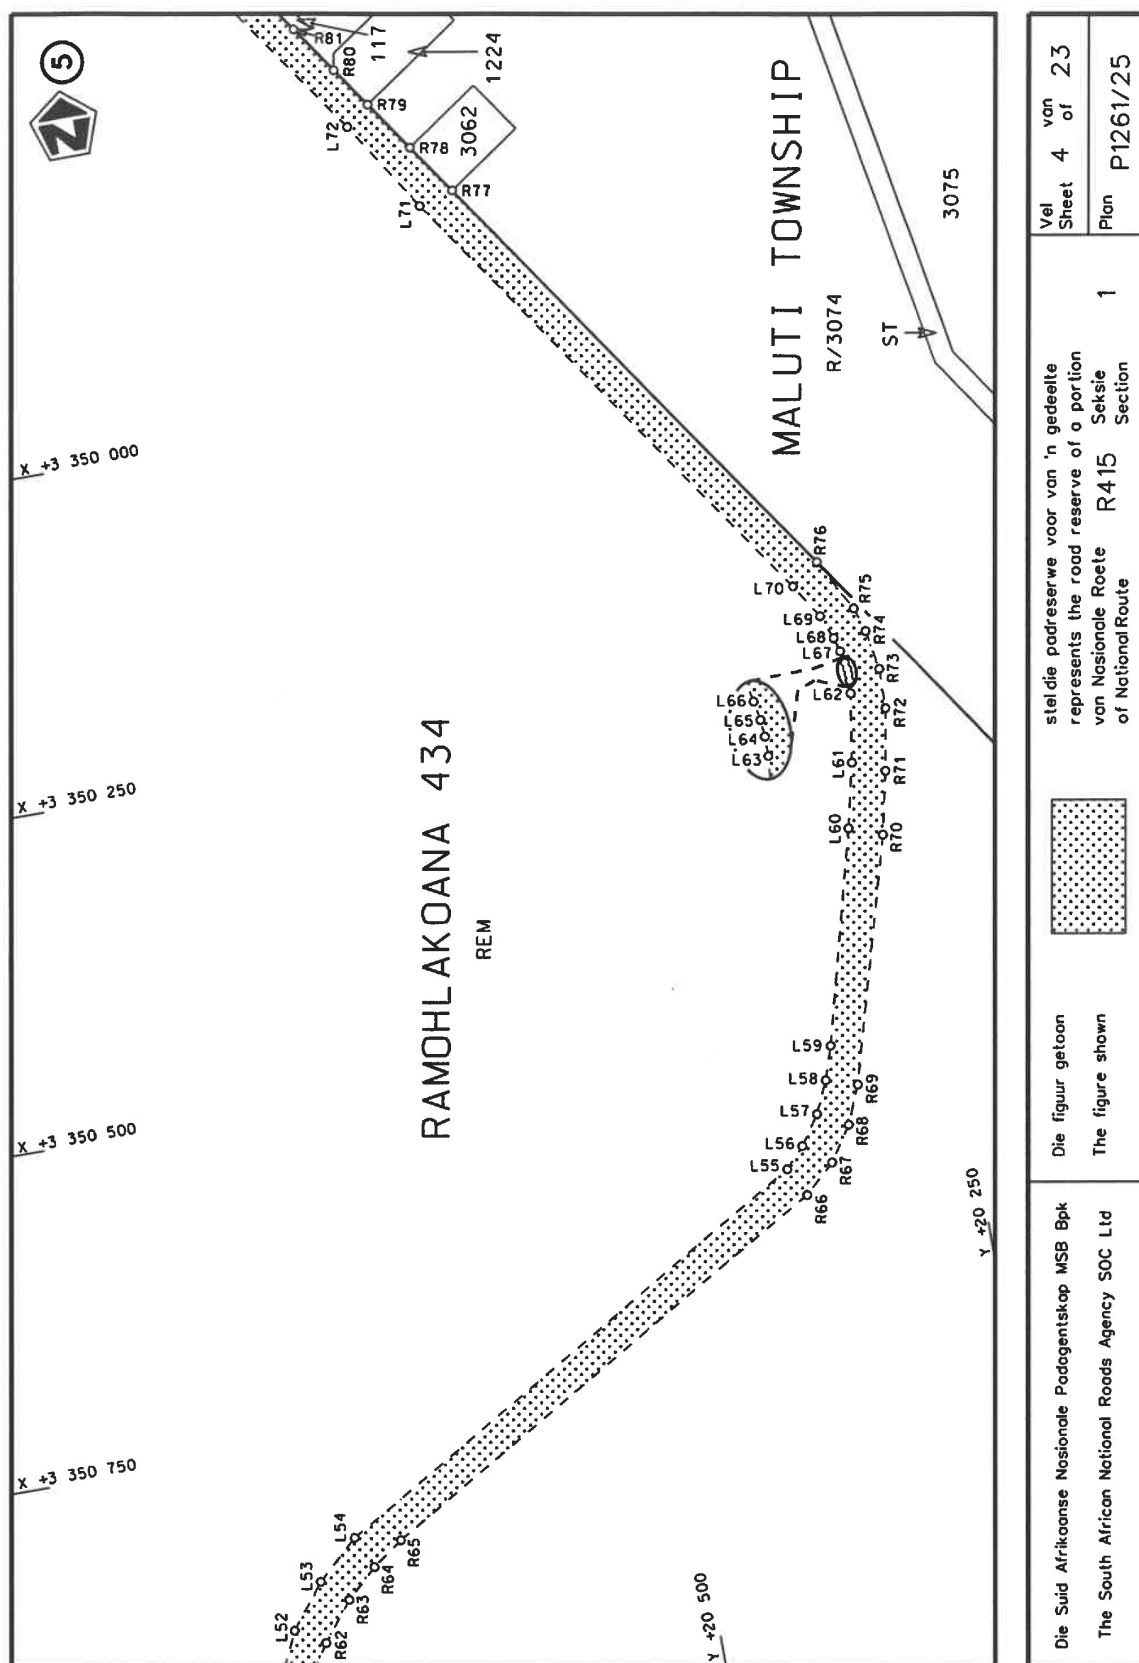 5
N
R81
R80
117
1224
R79
L72
R78
3062
R77
L71
MALUTI TOWNSHIP
R/3074
3075
ST
X +3 350 000
R76
L70
R75
L69
R74
L68
L67
R73
L66
L62
L65
R72
L64
L63
L61
R71
X +3 350 250
L60
R70
RAMOHLAKOANA 434
REM
L59
L58
R69
L57
R68
X +3 350 500
L56
L55
R67
R66
Y +20 250
X +3 350 750
L54
R65
L53
R64
R63
L52
R62
Y +20 500
Die Suid Afrikaanse Nasionale Padagentskap MSB Bpk
The South African National Roads Agency SOC Ltd
Die figuur getoon
The figure shown
stel die padreserwe voor van 'n gedeelte
represents the road reserve of a portion
van Nasionale Roete R415 Seksie 1
of National Route Section
Vel 4 van 23
Sheet of
Plan P1261/25